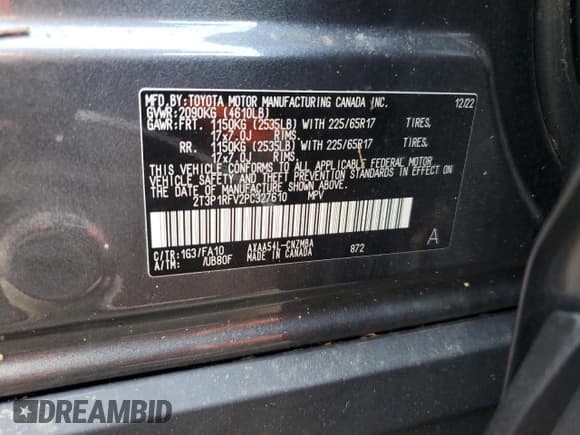 MFD.BY:TOYOTA MOTOR MANUFACTURING CANADA INC. 12/22
GVWR:2090KG (4610LB)
GAWR:FRT. 1150KG (2535LB) WITH 225/65R17 TIRES,
17x7.0J RIMS.
RR. 1150KG (2535LB) WITH 225/65R17 TIRES,
17x7.0J RIMS.
THIS VEHICLE CONFORMS TO ALL APPLICABLE FEDERAL MOTOR
VEHICLE SAFETY AND THEFT PREVENTION STANDARDS IN EFFECT
ON THE DATE OF MANUFACTURE SHOWN ABOVE.
2T3P1RFV2PC327610 MPV
C/TR:1G3/FA10 AXAA54L-CNZMBA 872 A
A/TM: /UB80F MADE IN CANADA
DREAMBID